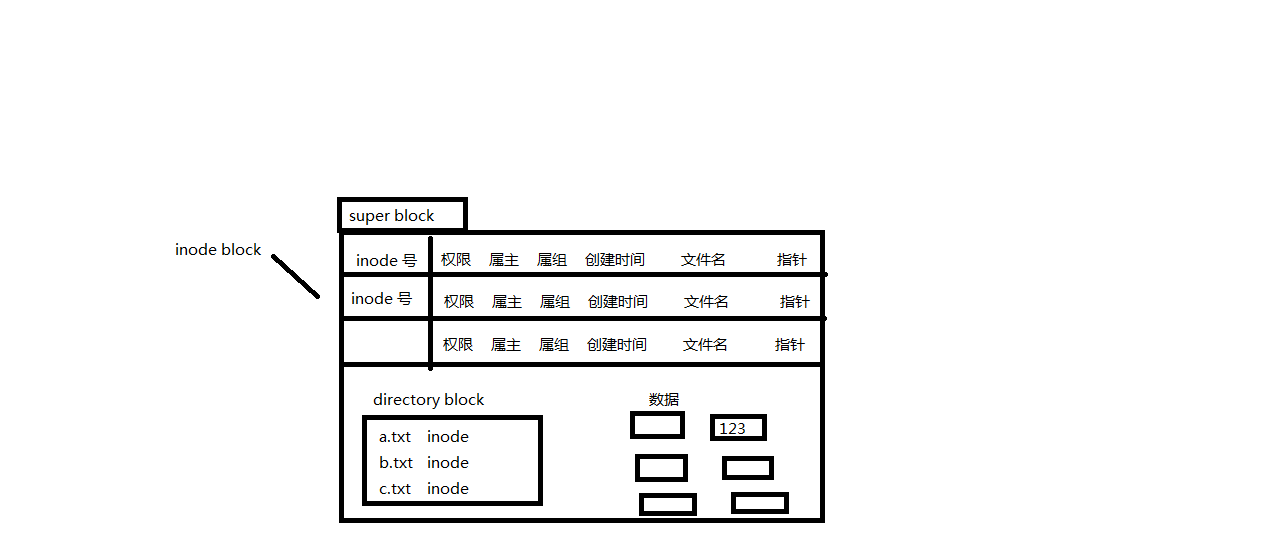 super block
inode block
inode 号 权限 属主 属组 创建时间 文件名 指针
inode 号 权限 属主 属组 创建时间 文件名 指针
权限 属主 属组 创建时间 文件名 指针
directory block 数据
a.txt inode 123
b.txt inode
c.txt inode